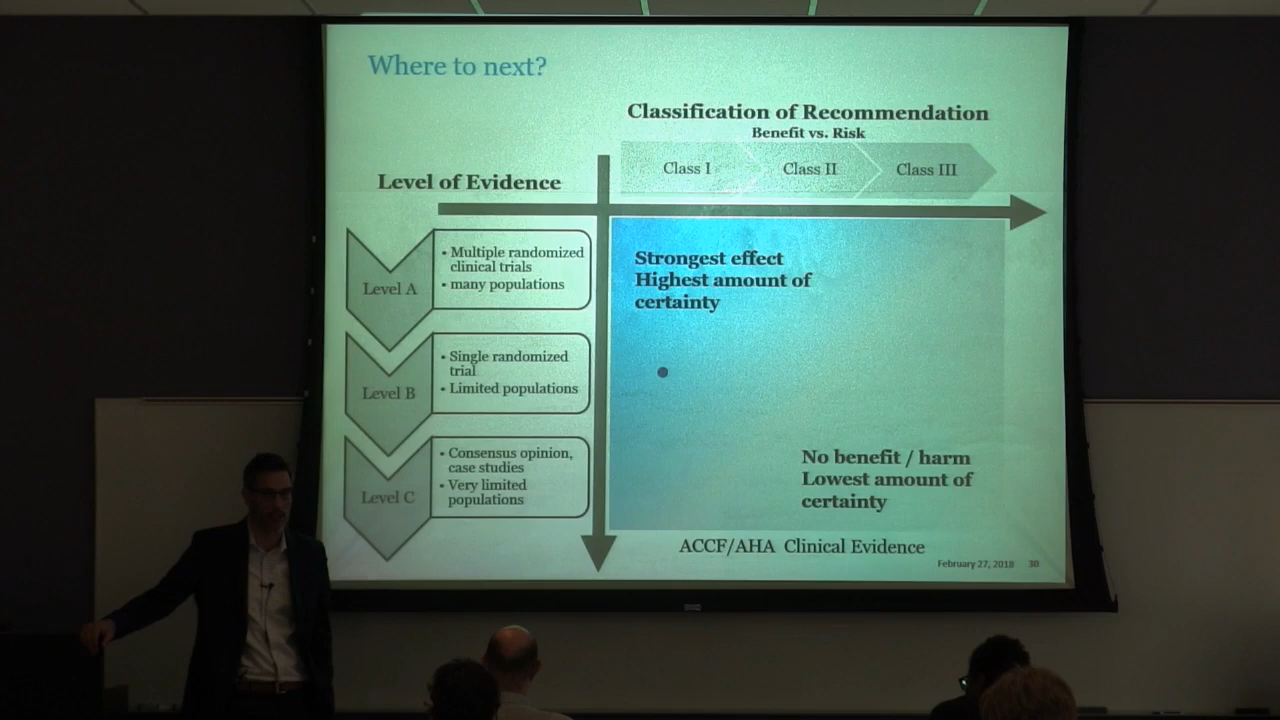 Where to next?
Classification of Recommendation
Benefit vs. Risk
Class I
Class II
Class III
Level of Evidence
Level A
• Multiple randomized
clinical trials
• many populations
Level B
• Single randomized
trial
• Limited populations
Level C
• Consensus opinion,
case studies
• Very limited
populations
Strongest effect
Highest amount of
certainty
No benefit / harm
Lowest amount of
certainty
ACCF/AHA Clinical Evidence
February 27, 2018 30